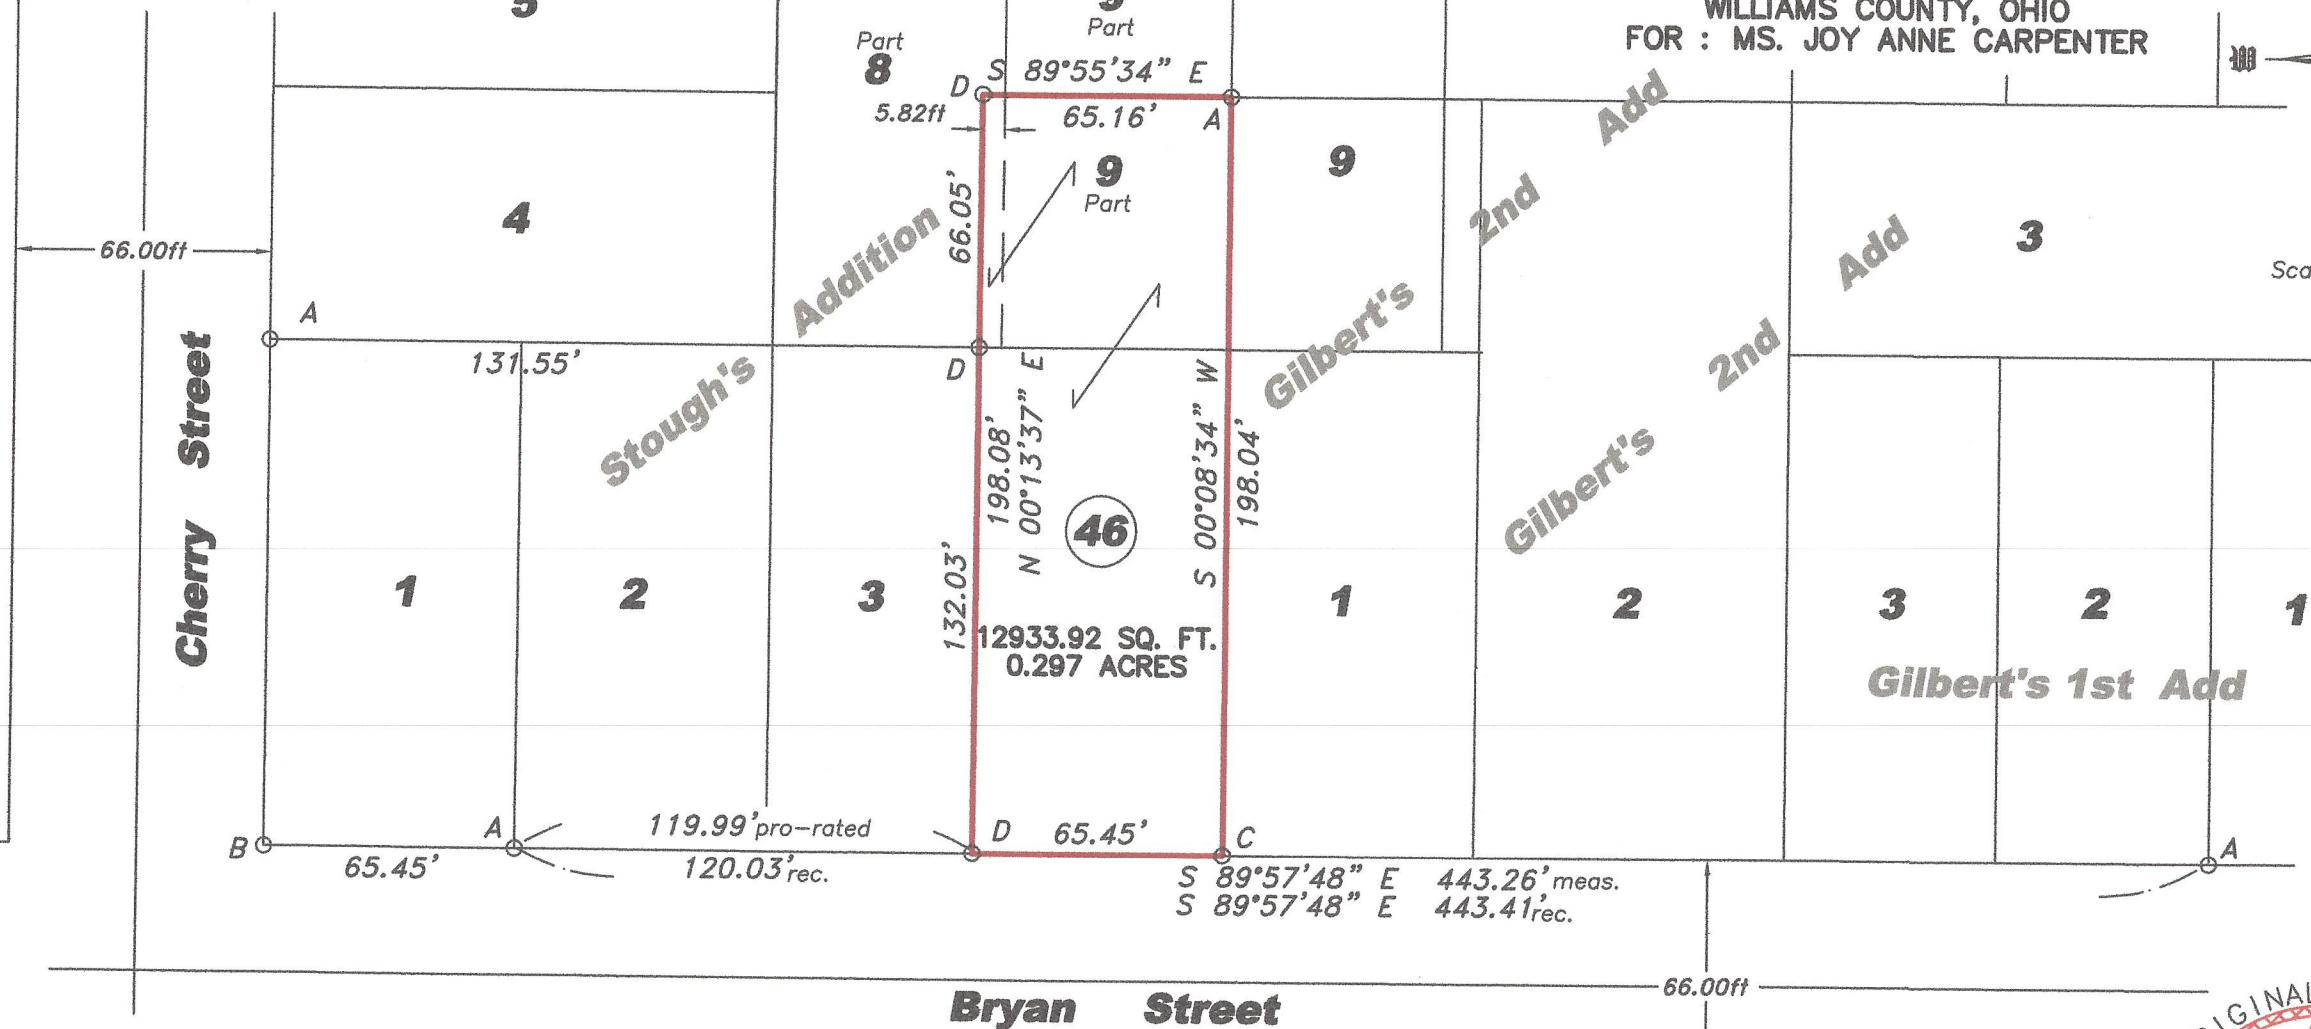 5
9
Part
WILLIAMS COUNTY, OHIO
FOR : MS. JOY ANNE CARPENTER
Part
8
D
S 89°55'34" E
5.82ft
65.16'
A
9
Part
9
2nd Add
66.05'
4
Stough's Addition
Gilbert's
3
Gilbert's 2nd Add
66.00ft
A
131.55'
D
Cherry Street
198.08'
N 00°13'37" E
S 00°08'34" W
198.04'
46
132.03'
1
2
3
1
2
3
2
1
12933.92 SQ. FT.
0.297 ACRES
Gilbert's 1st Add
B
65.45'
A
119.99' pro-rated
120.03' rec.
D
65.45'
C
A
S 89°57'48" E 443.26' meas.
S 89°57'48" E 443.41' rec.
66.00ft
Bryan Street